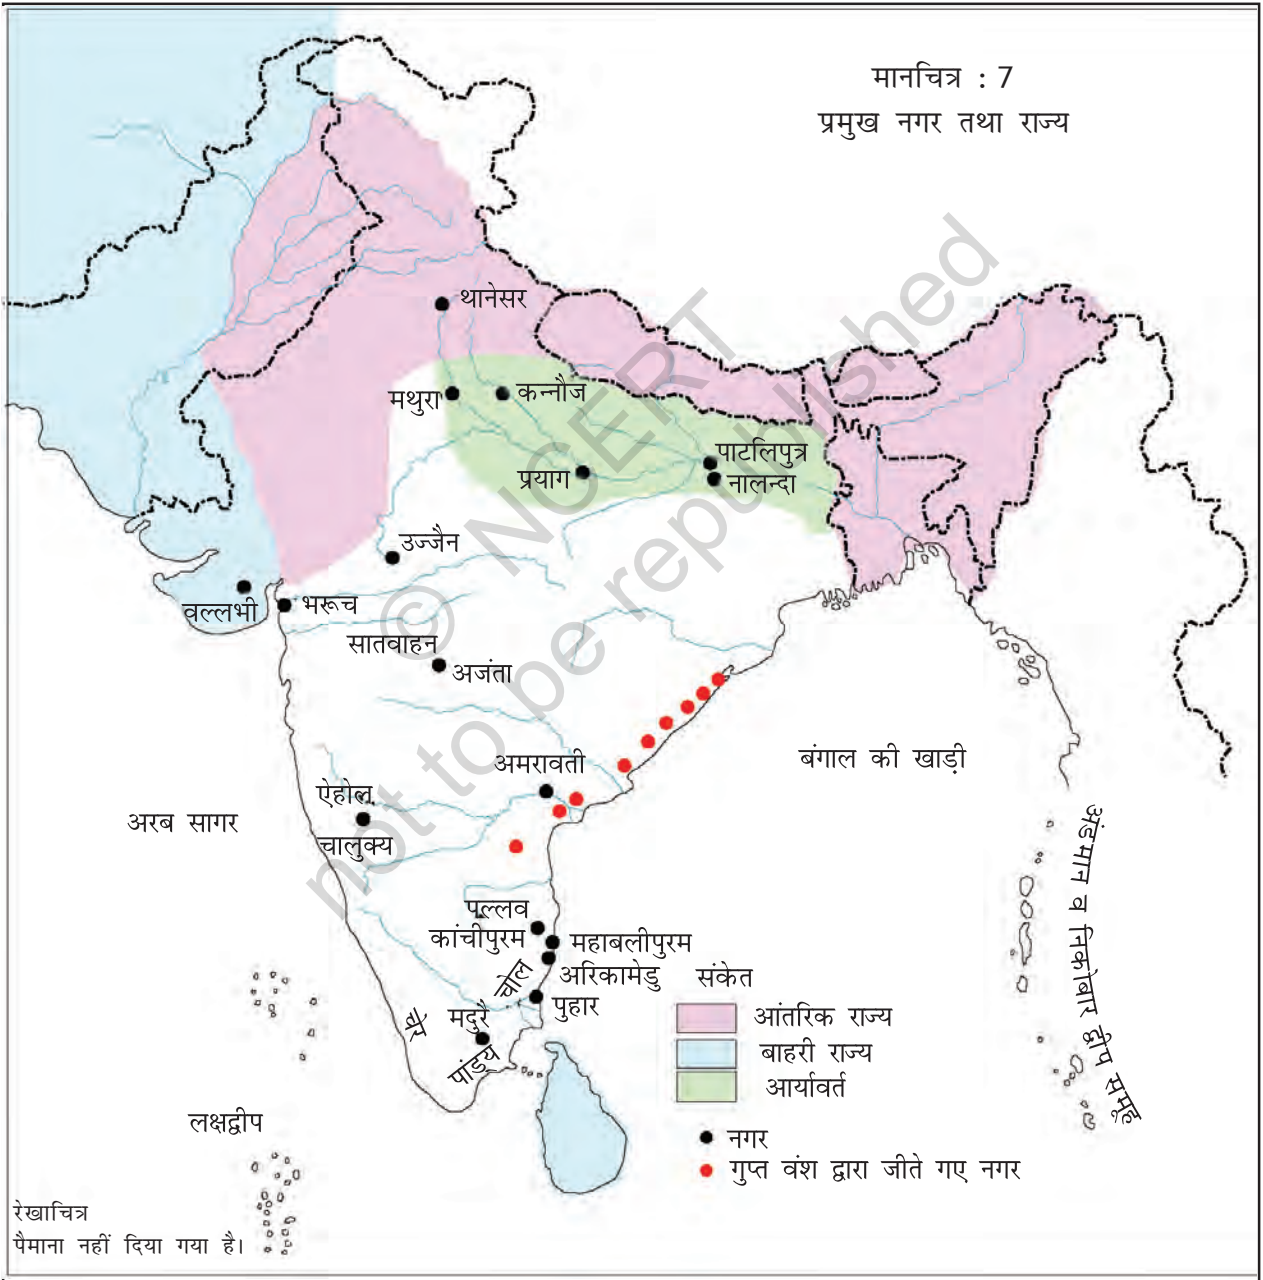 मानचित्र : 7
प्रमुख नगर तथा राज्य
थानेसर
मथुरा
कन्नौज
पाटलिपुत्र
प्रयाग
नालन्दा
उज्जैन
वल्लभी
भरूच
सातवाहन
अजंता
अमरावती
बंगाल की खाड़ी
ऐहोल
अरब सागर
चालुक्य
अंडमान व निकोबार द्वीप समूह
पल्लव
कांचीपुरम
महाबलीपुरम
अरिकामेडु
चोल
पुहार
चेर
मदुरै
पांड्य
संकेत
आंतरिक राज्य
बाहरी राज्य
आर्यावर्त
नगर
गुप्त वंश द्वारा जीते गए नगर
लक्षद्वीप
रेखाचित्र
पैमाना नहीं दिया गया है।
© NCERT
not to be republished